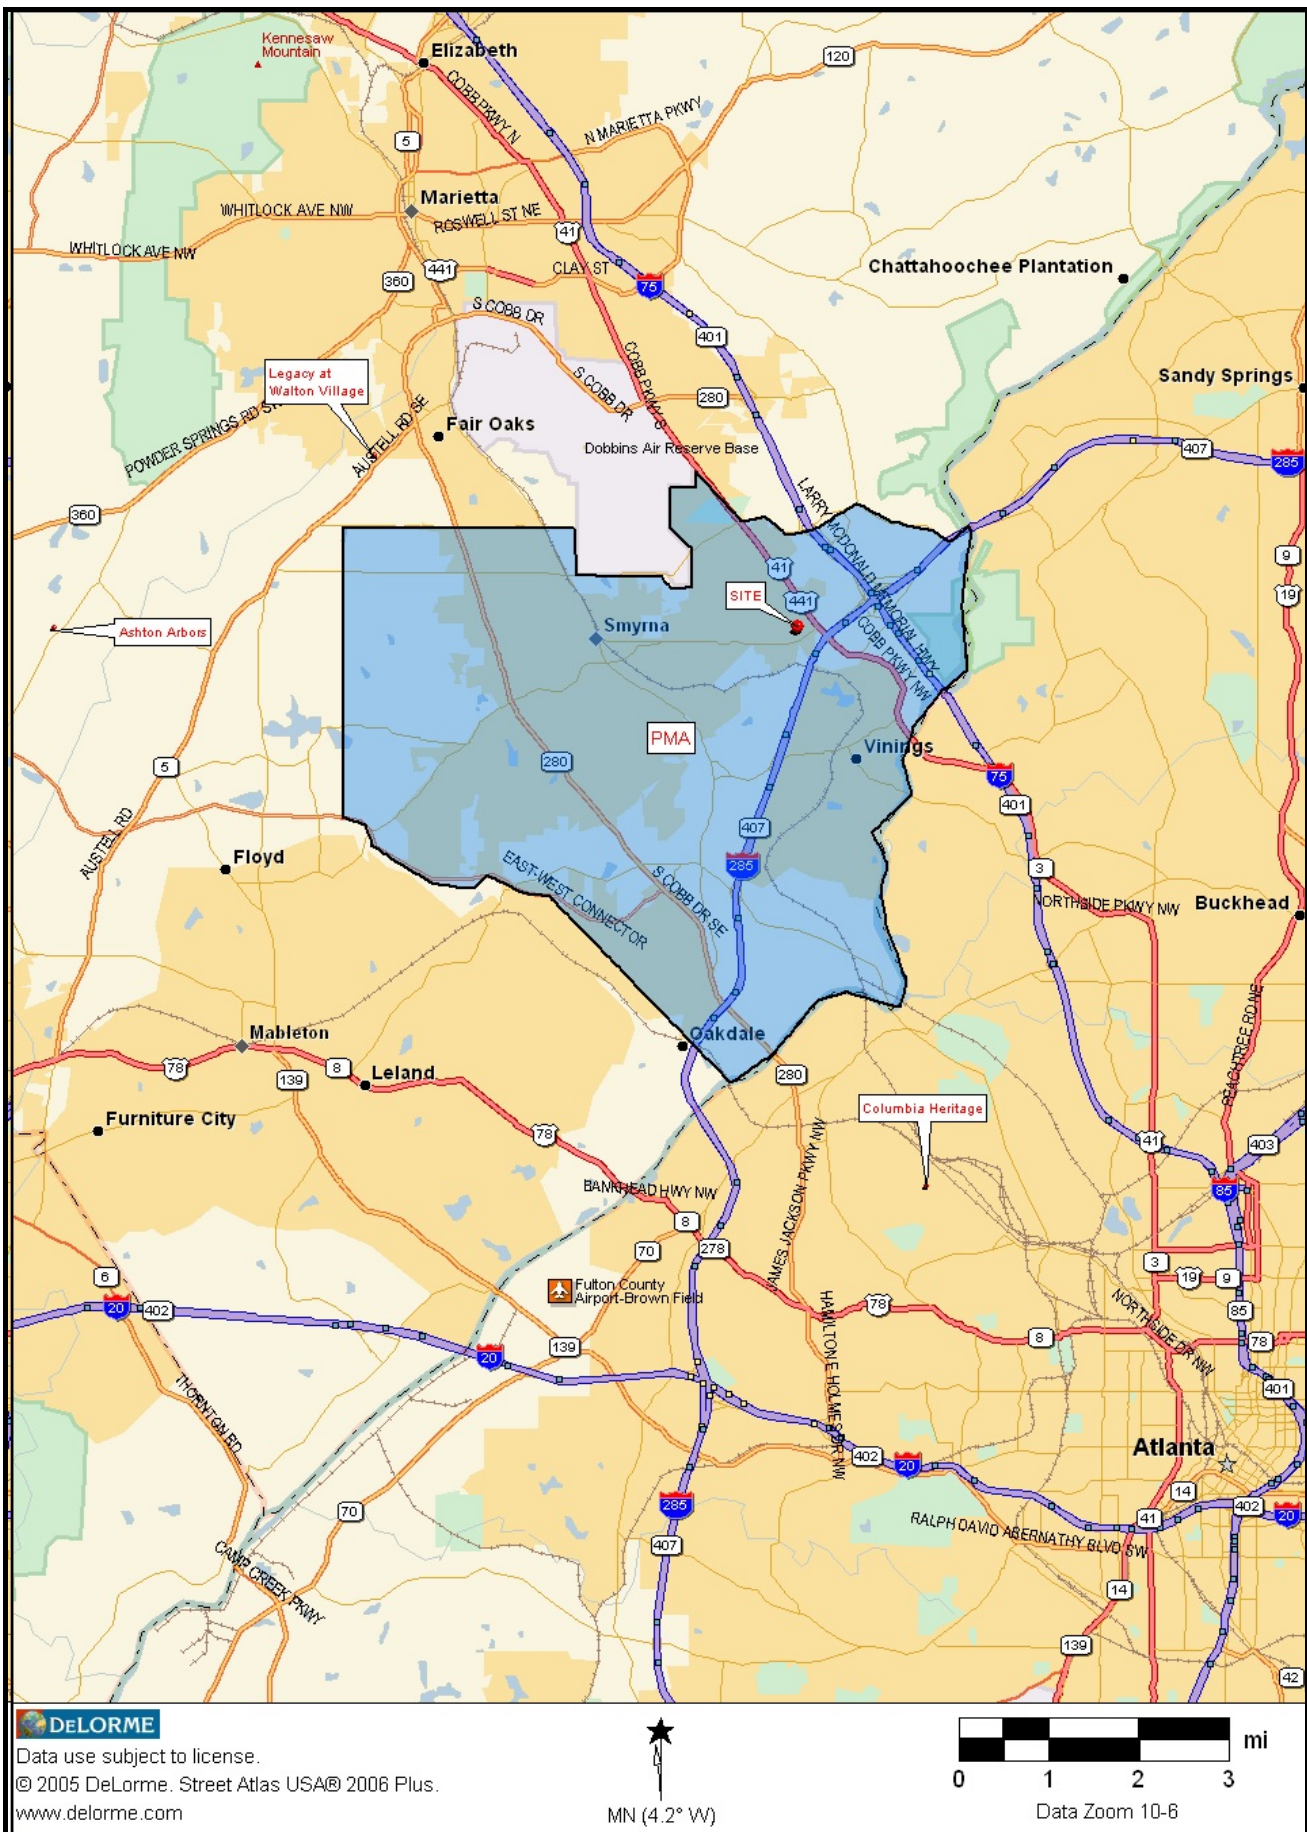 Kennesaw
Mountain
Elizabeth
120
COBB PKWY N
N MARIETTA PKWY
5
Marietta
WHITLOCK AVE NW
ROSWELL ST NE
41
WHITLOCK AVE NW
441
CLAY ST
360
75
Chattahoochee Plantation
S COBB DR
401
COBB PKWY S
Legacy at
Walton Village
S COBB DR
280
Sandy Springs
POWDER SPRINGS RD SW
AUSTELL RD SE
Fair Oaks
Dobbins Air Reserve Base
407
285
360
LARRY MCDONALD MEMORIAL HWY
9
41
19
SITE
441
Ashton Arbors
Smyrna
COBB PKWY NW
PMA
Vinings
280
5
75
401
407
AUSTELL RD
Floyd
285
3
EAST-WEST CONNECTOR
S COBB DR SE
NORTHSIDE PKWY NW
Buckhead
Mableton
Oakdale
PEACHTREE RD NE
78
8
139
Leland
280
Columbia Heritage
Furniture City
78
41
403
JAMES JACKSON PKWY NW
BANKHEAD HWY NW
85
8
70
278
3
6
19
9
Fulton County
Airport-Brown Field
20
402
78
HAMILTON E HOLMES DR NW
NORTHSIDE DR NW
85
8
78
139
20
401
THORNTON RD
Atlanta
402
20
14
285
402
70
41
20
RALPH DAVID ABERNATHY BLVD SW
407
CAMP CREEK PKWY
14
139
42
DELORME
Data use subject to license.
© 2005 DeLorme. Street Atlas USA® 2006 Plus.
www.delorme.com
MN (4.2° W)
mi
0 1 2 3
Data Zoom 10-6